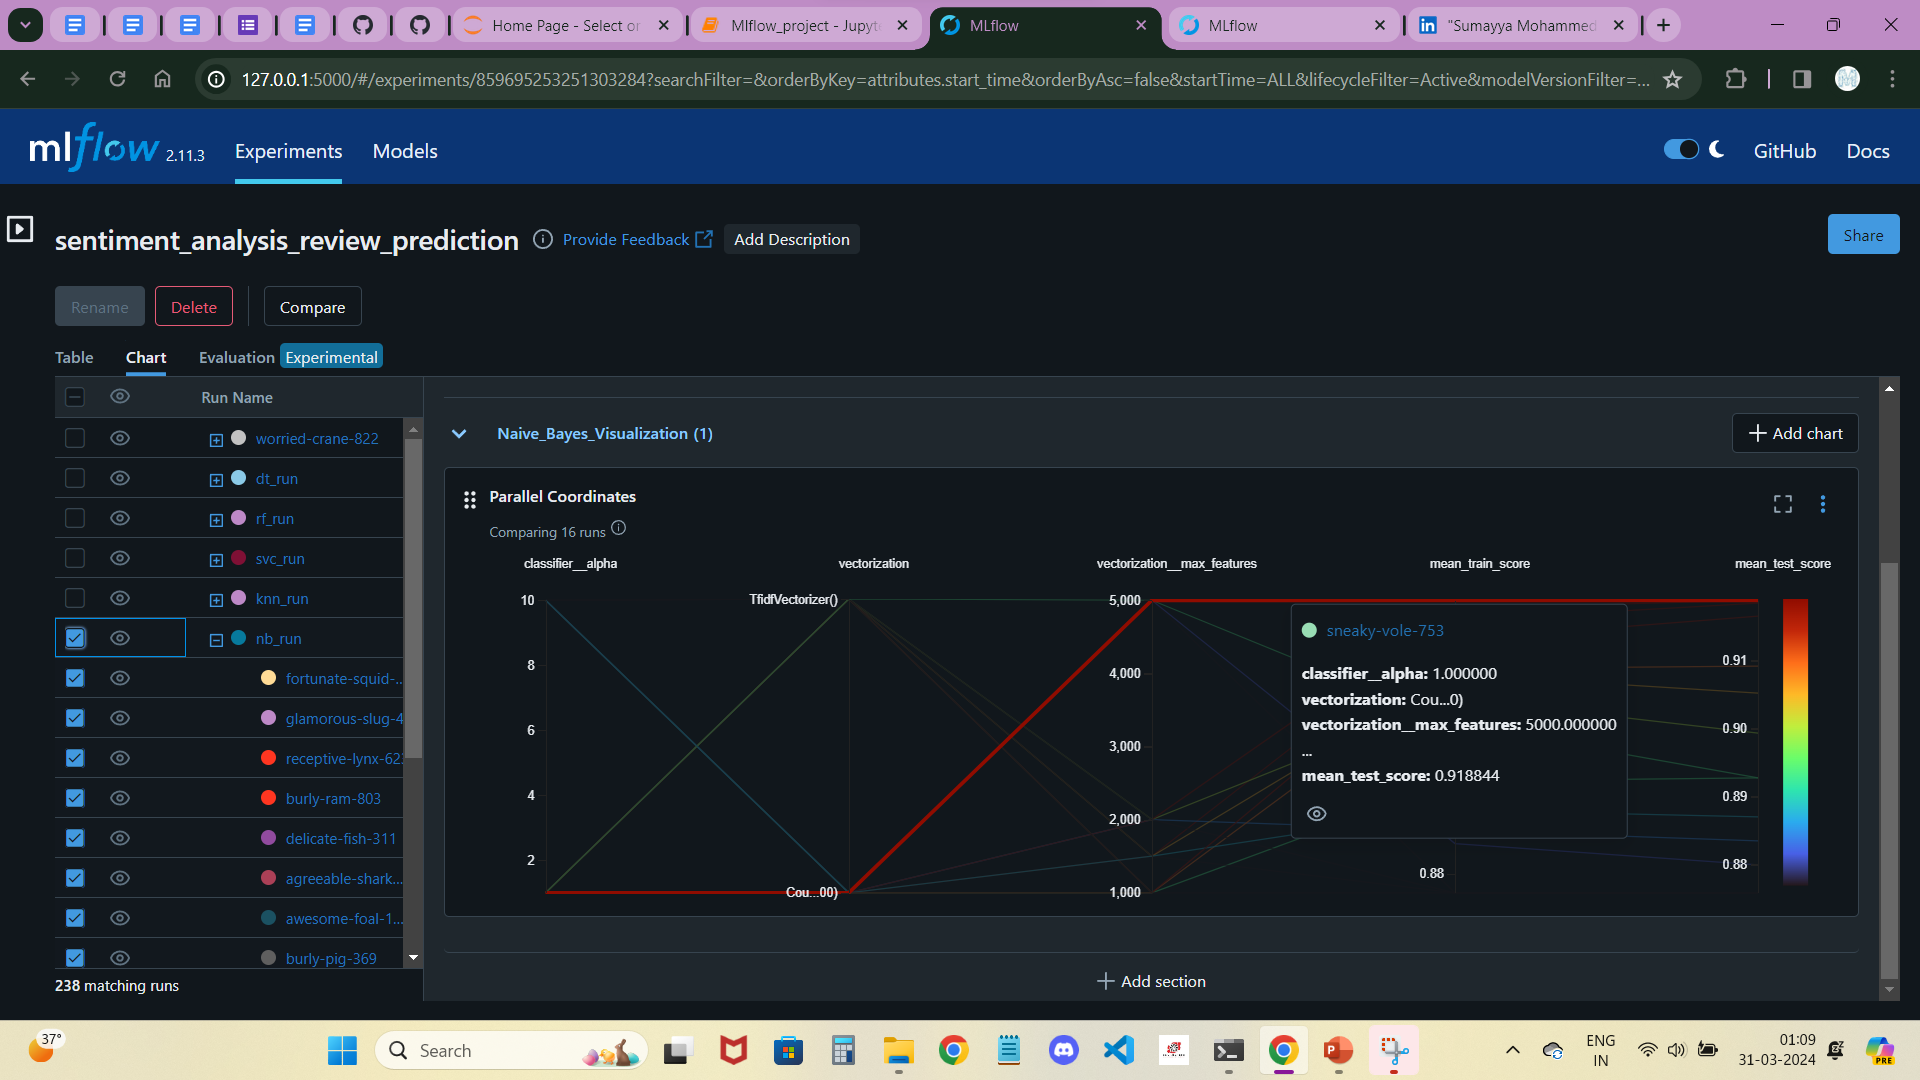 Home Page - Select or
Mlflow_project - Jupyte
MLflow
MLflow
"Sumayya Mohammed
127.0.0.1:5000/#/experiments/859695253251303284?searchFilter=&orderByKey=attributes.start_time&orderByAsc=false&startTime=ALL&lifecycleFilter=Active&modelVersionFilter=...
mlflow 2.11.3
Experiments
Models
GitHub
Docs
sentiment_analysis_review_prediction
Provide Feedback
Add Description
Share
Rename
Delete
Compare
Table
Chart
Evaluation
Experimental
Run Name
worried-crane-822
dt_run
rf_run
svc_run
knn_run
nb_run
fortunate-squid-...
glamorous-slug-4
receptive-lynx-623
burly-ram-803
delicate-fish-311
agreeable-shark...
awesome-foal-1...
burly-pig-369
238 matching runs
Naive_Bayes_Visualization (1)
Add chart
Parallel Coordinates
Comparing 16 runs
classifier__alpha
vectorization
vectorization__max_features
mean_train_score
mean_test_score
10
8
6
4
2
TfidfVectorizer()
Cou...00)
5,000
4,000
3,000
2,000
1,000
0.88
0.91
0.90
0.89
0.88
sneaky-vole-753
classifier__alpha: 1.000000
vectorization: Cou...0)
vectorization__max_features: 5000.000000
...
mean_test_score: 0.918844
Add section
37°
Search
ENG
IN
01:09
31-03-2024
PRE